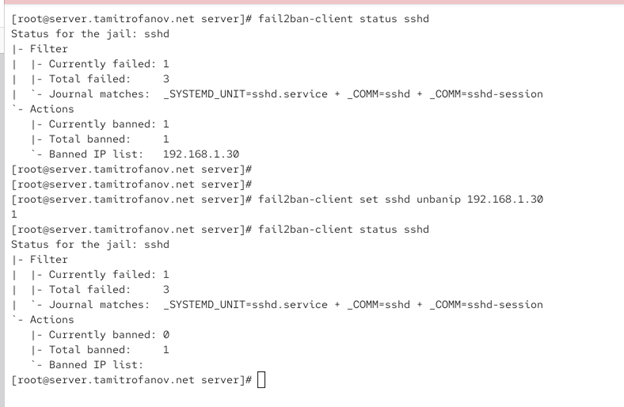 [root@server.tamitrofanov.net server]# fail2ban-client status sshd
Status for the jail: sshd
|- Filter
|  |- Currently failed: 1
|  |- Total failed:     3
|  `- Journal matches:  _SYSTEMD_UNIT=sshd.service + _COMM=sshd + _COMM=sshd-session
`- Actions
   |- Currently banned: 1
   |- Total banned:     1
   `- Banned IP list:   192.168.1.30
[root@server.tamitrofanov.net server]#
[root@server.tamitrofanov.net server]#
[root@server.tamitrofanov.net server]# fail2ban-client set sshd unbanip 192.168.1.30
1
[root@server.tamitrofanov.net server]# fail2ban-client status sshd
Status for the jail: sshd
|- Filter
|  |- Currently failed: 1
|  |- Total failed:     3
|  `- Journal matches:  _SYSTEMD_UNIT=sshd.service + _COMM=sshd + _COMM=sshd-session
`- Actions
   |- Currently banned: 0
   |- Total banned:     1
   `- Banned IP list:
[root@server.tamitrofanov.net server]#